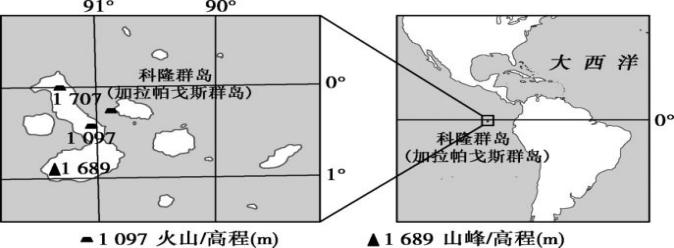 91°
90°
科隆群岛
(加拉帕戈斯群岛)
0°
1 707
1 097
1 689
1°
大西洋
0°
科隆群岛
(加拉帕戈斯群岛)
1 097 火山/高程(m)
1 689 山峰/高程(m)